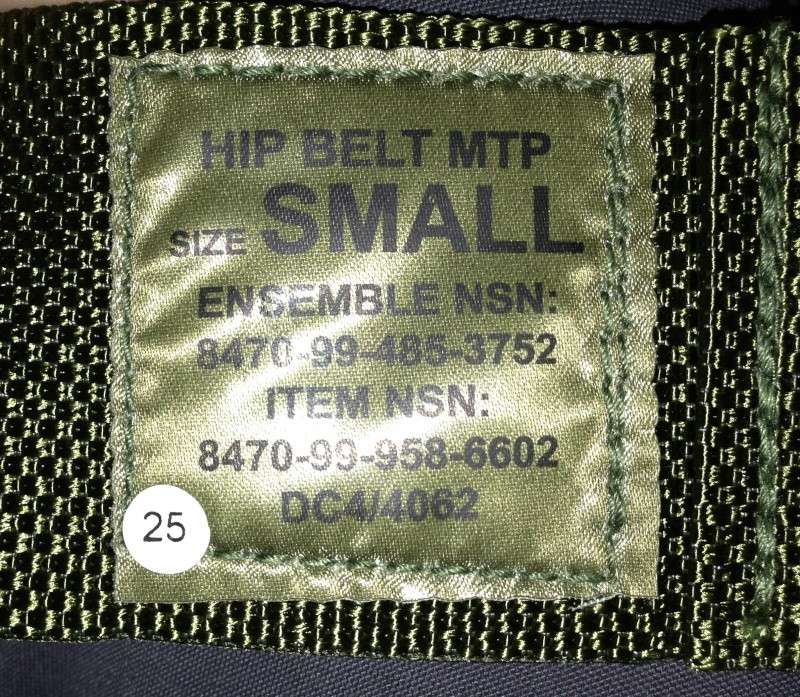 HIP BELT MTP
SIZE SMALL
ENSEMBLE NSN:
8470-99-485-3752
ITEM NSN:
8470-99-958-6602
DC4/4062
25